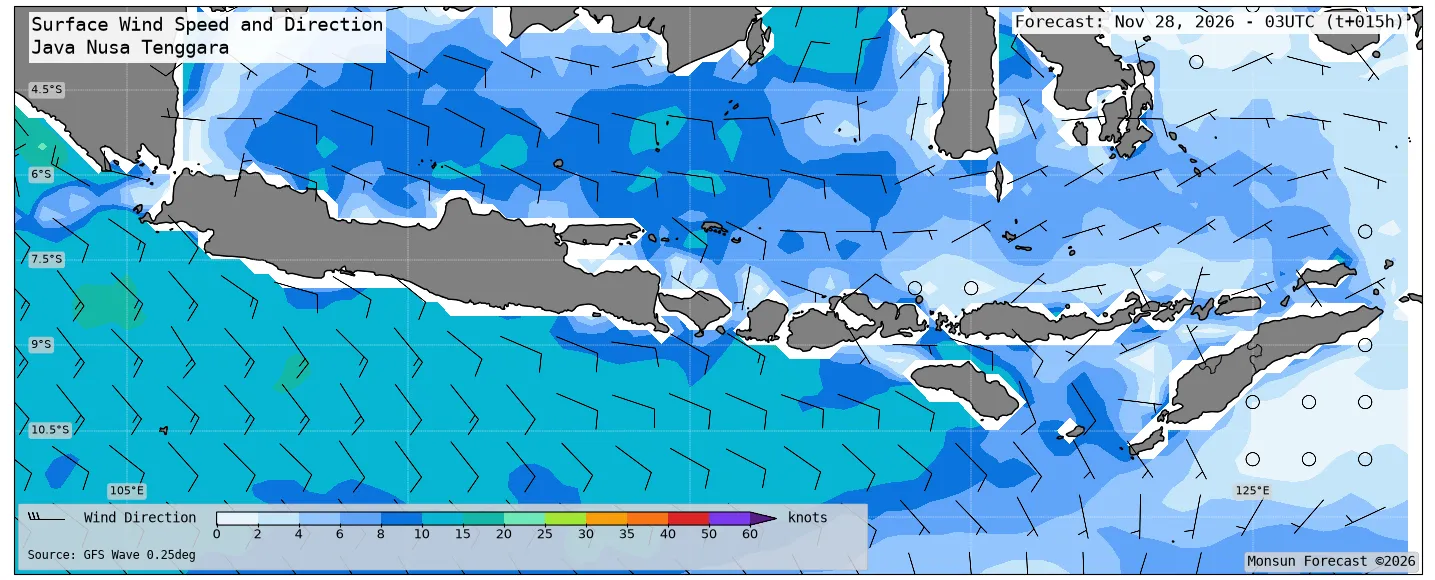 Surface Wind Speed and Direction
Java Nusa Tenggara
Forecast: Nov 28, 2026 - 03UTC (t+015h)
4.5°S
6°S
7.5°S
9°S
10.5°S
105°E
125°E
Wind Direction
0 2 4 6 8 10 15 20 25 30 35 40 50 60
knots
Source: GFS Wave 0.25deg
Monsun Forecast ©2026